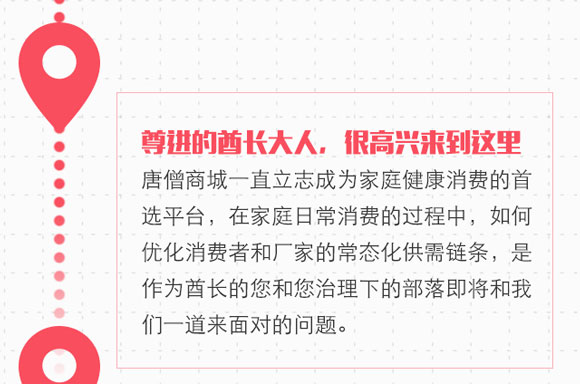 尊进的酋长大人，很高兴来到这里
唐僧商城一直立志成为家庭健康消费的首
选平台，在家庭日常消费的过程中，如何
优化消费者和厂家的常态化供需链条，是
作为酋长的您和您治理下的部落即将和我
们一道来面对的问题。